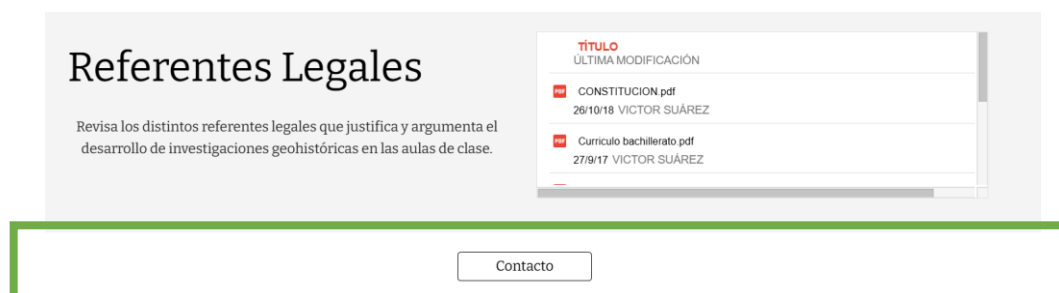 Referentes Legales
Revisa los distintos referentes legales que justifica y argumenta el
desarrollo de investigaciones geohistóricas en las aulas de clase.
TÍTULO
ÚLTIMA MODIFICACIÓN
PDF CONSTITUCION.pdf
26/10/18 VICTOR SUÁREZ
PDF Curriculo bachillerato.pdf
27/9/17 VICTOR SUÁREZ
Contacto